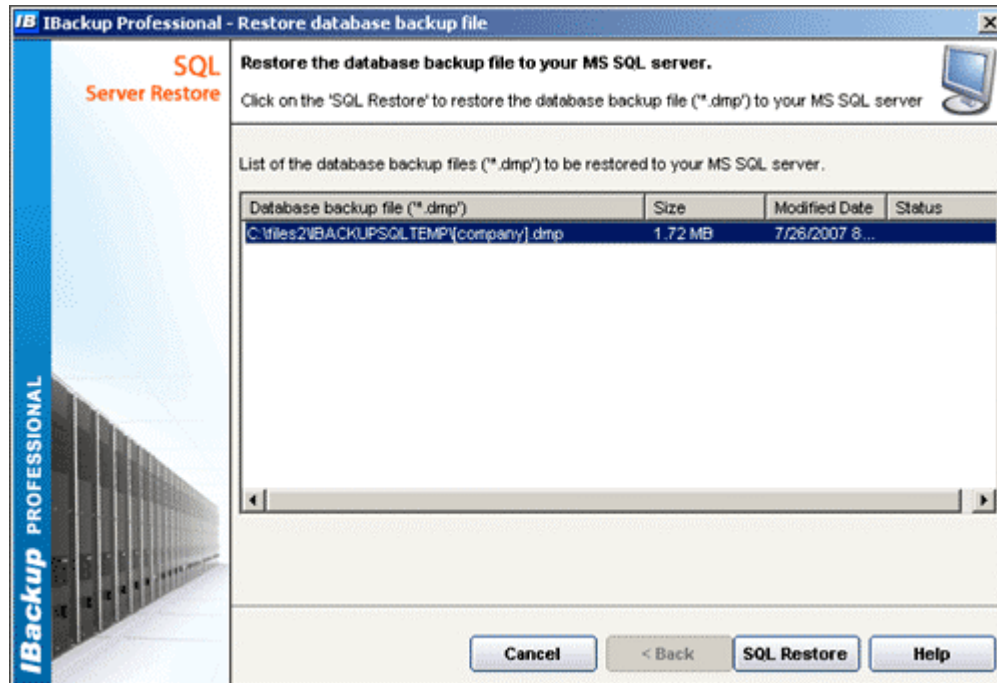 IB IBackup Professional - Restore database backup file
SQL
Server Restore
Restore the database backup file to your MS SQL server.
Click on the 'SQL Restore' to restore the database backup file ('*.dmp') to your MS SQL server
List of the database backup files ('*.dmp') to be restored to your MS SQL server.
Database backup file ('*.dmp') Size Modified Date Status
C:\files2\IBACKUPSQLTEMP\[company].dmp 1.72 MB 7/26/2007 8...
IBackup PROFESSIONAL
Cancel < Back SQL Restore Help